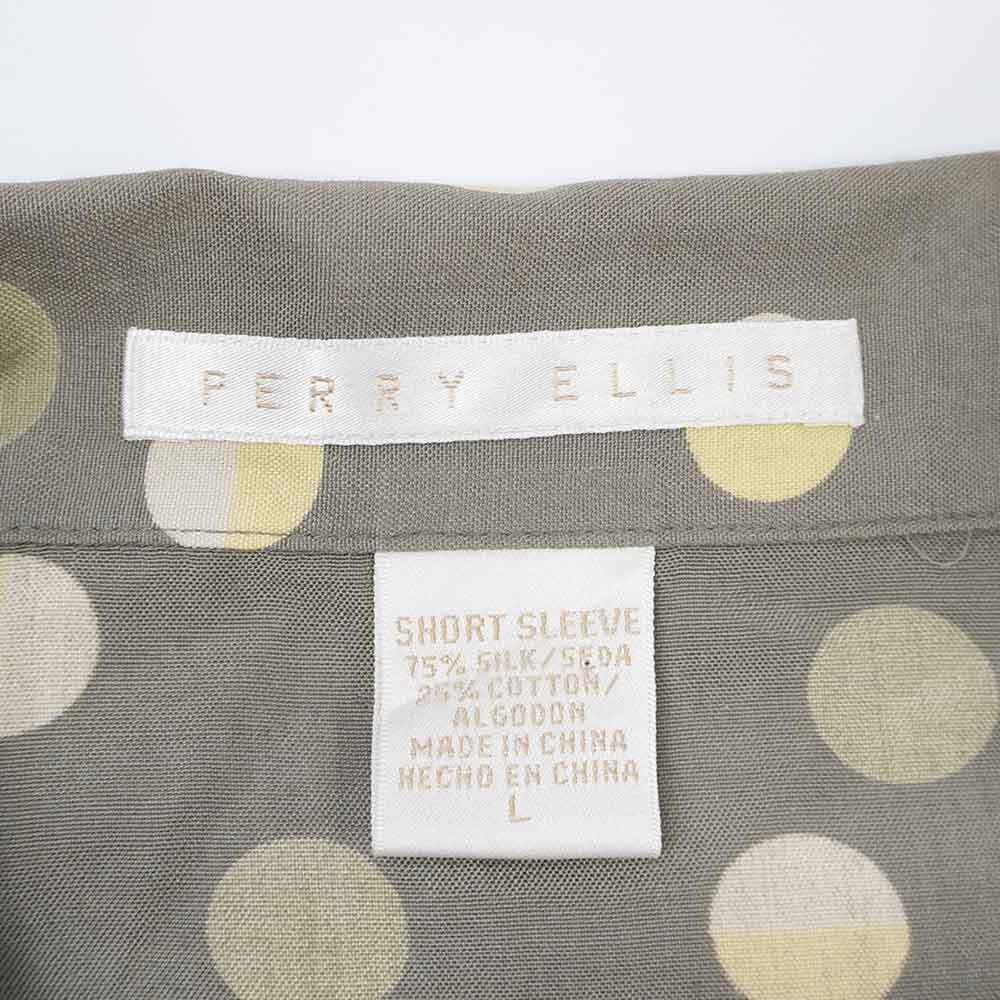 PERRY ELLIS
SHORT SLEEVE
75% SILK/SEDA
25% COTTON/
ALGODON
MADE IN CHINA
HECHO EN CHINA
L